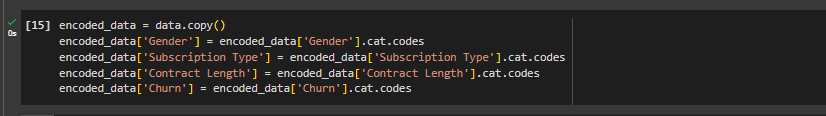 [15] encoded_data = data.copy()
encoded_data['Gender'] = encoded_data['Gender'].cat.codes
encoded_data['Subscription Type'] = encoded_data['Subscription Type'].cat.codes
encoded_data['Contract Length'] = encoded_data['Contract Length'].cat.codes
encoded_data['Churn'] = encoded_data['Churn'].cat.codes
0s